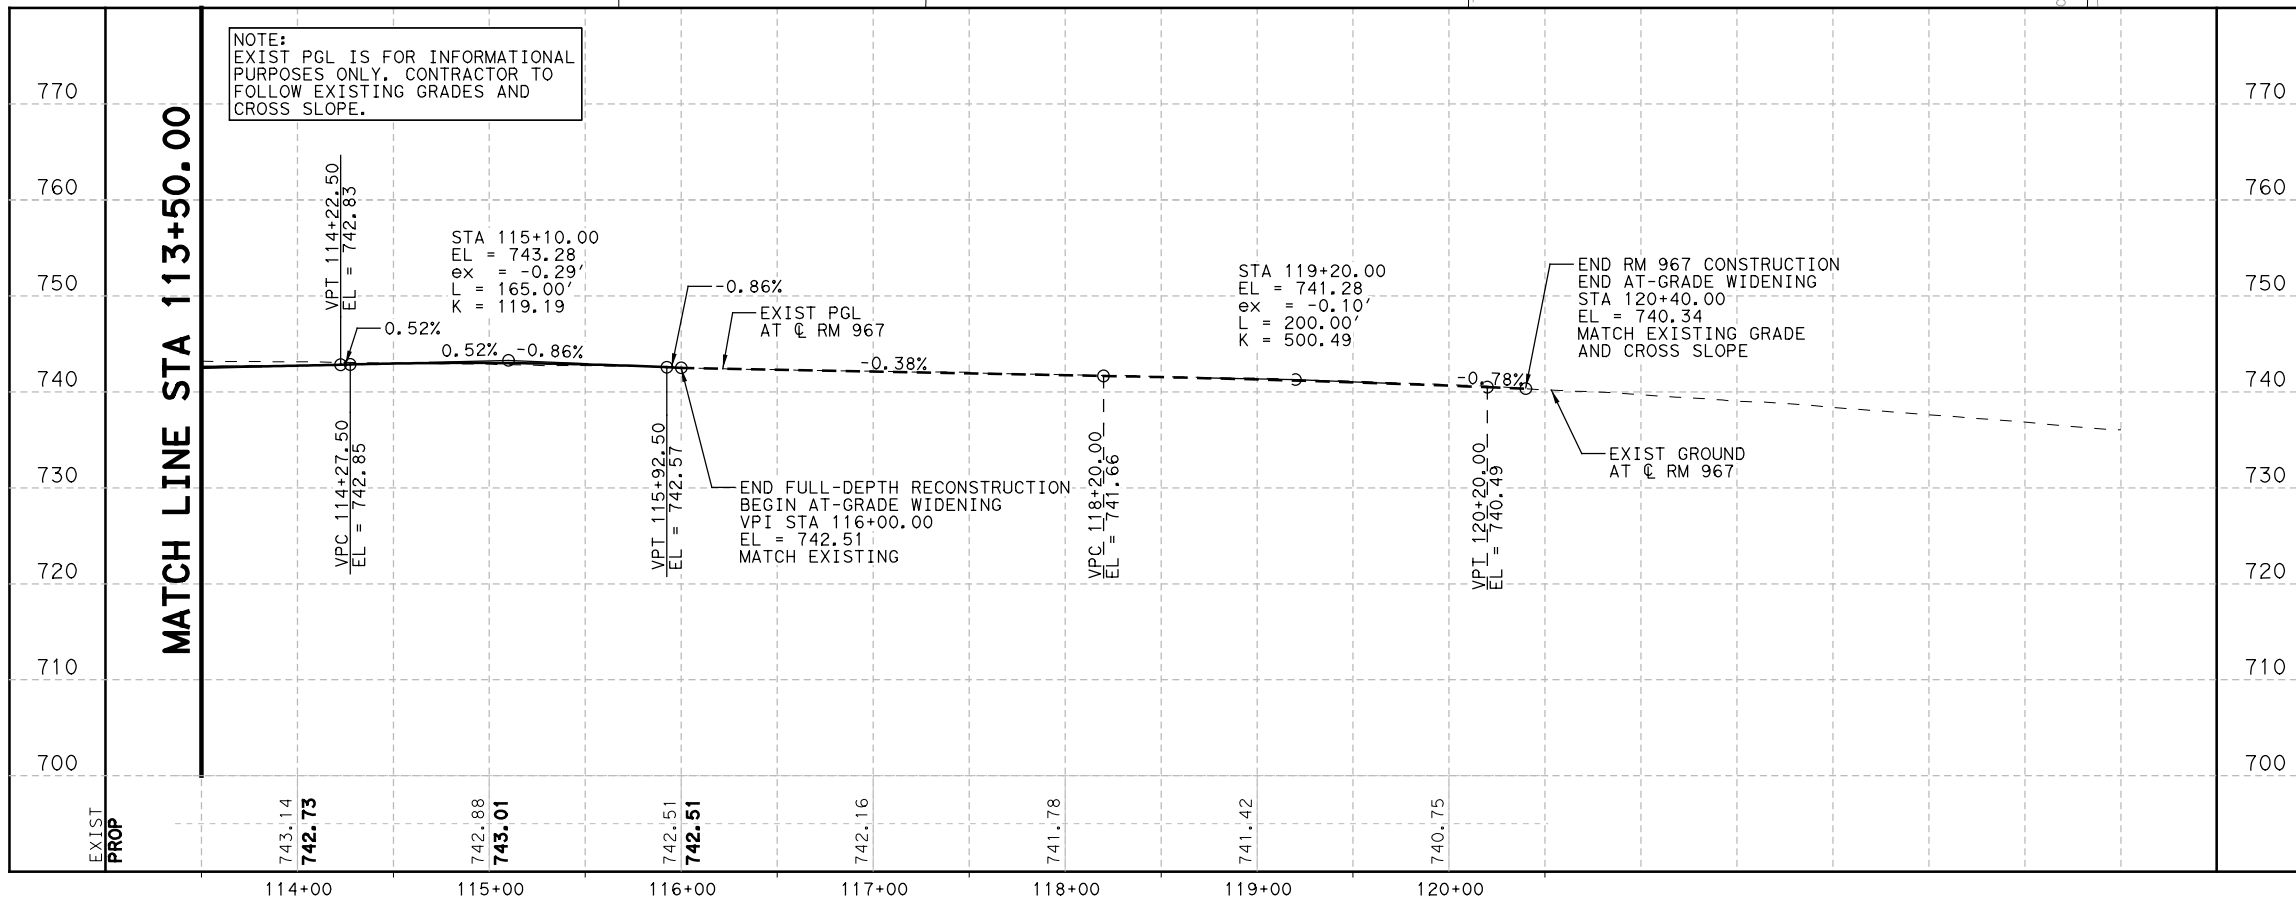 NOTE:
EXIST PGL IS FOR INFORMATIONAL
PURPOSES ONLY. CONTRACTOR TO
FOLLOW EXISTING GRADES AND
CROSS SLOPE.
770
760
750
740
730
720
710
700
MATCH LINE STA 113+50.00
VPT 114+22.50
EL = 742.83
VPC 114+27.50
EL = 742.85
0.52%
STA 115+10.00
EL = 743.28
ex = -0.29'
L = 165.00'
K = 119.19
0.52%
-0.86%
-0.86%
VPT 115+92.50
EL = 742.57
EXIST PGL
AT ℄ RM 967
-0.38%
END FULL-DEPTH RECONSTRUCTION
BEGIN AT-GRADE WIDENING
VPI STA 116+00.00
EL = 742.51
MATCH EXISTING
VPC 118+20.00
EL = 741.66
STA 119+20.00
EL = 741.28
ex = -0.10'
L = 200.00'
K = 500.49
-0.78%
VPT 120+20.00
EL = 740.49
END RM 967 CONSTRUCTION
END AT-GRADE WIDENING
STA 120+40.00
EL = 740.34
MATCH EXISTING GRADE
AND CROSS SLOPE
EXIST GROUND
AT ℄ RM 967
770
760
750
740
730
720
710
700
EXIST
PROP
743.14
742.73
742.88
743.01
742.51
742.51
742.16
741.78
741.42
740.75
114+00
115+00
116+00
117+00
118+00
119+00
120+00